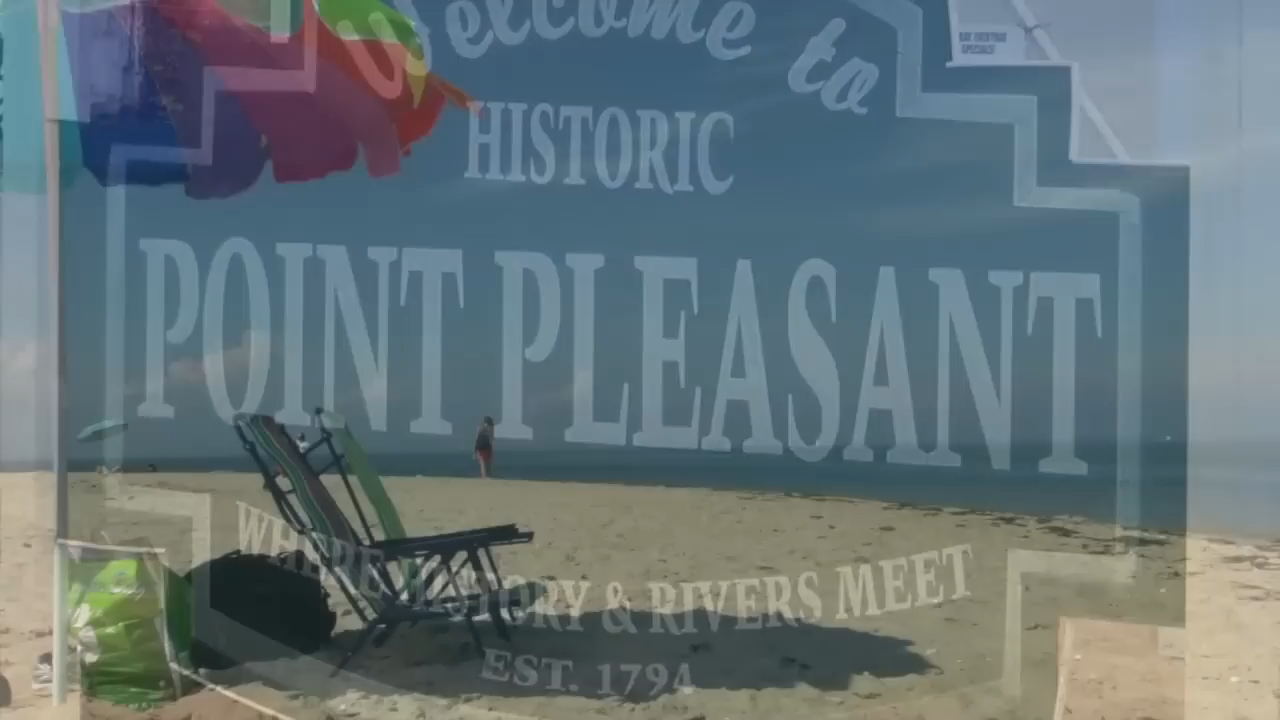 Welcome to
HISTORIC
POINT PLEASANT
WHERE HISTORY & RIVERS MEET
EST. 1794